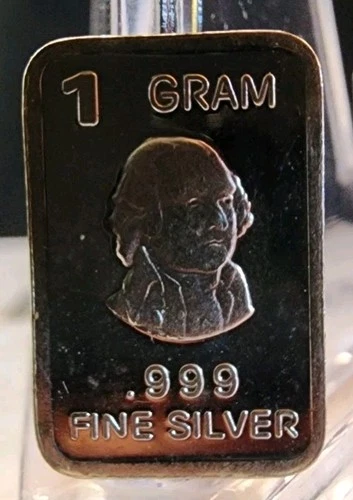 1 GRAM
.999
FINE SILVER